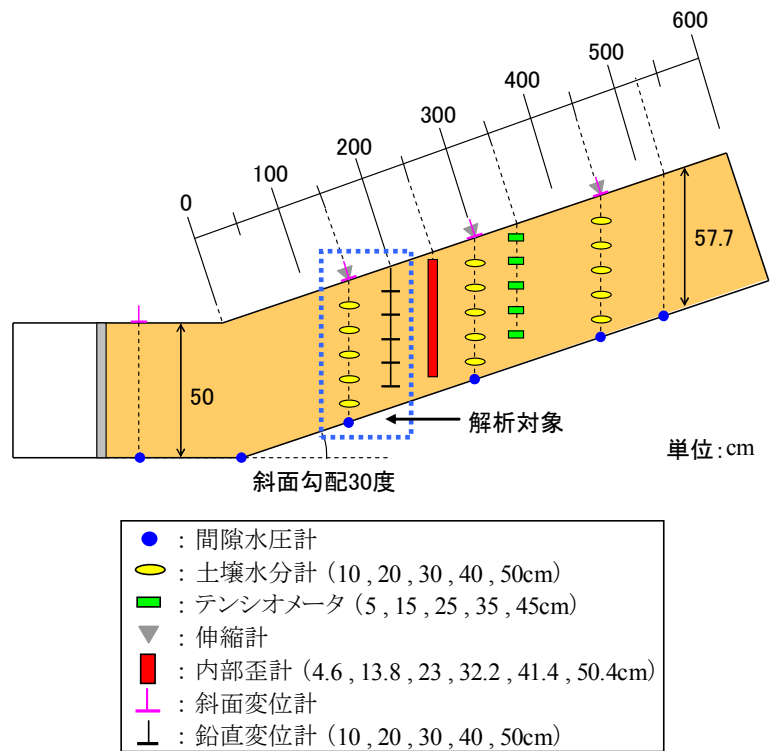 600
500
400
300
200
100
0
57.7
50
解析対象
単位:cm
斜面勾配30度
：間隙水圧計
：土壌水分計（10 , 20 , 30 , 40 , 50cm）
：テンシオメータ（5 , 15 , 25 , 35 , 45cm）
：伸縮計
：内部歪計（4.6 , 13.8 , 23 , 32.2 , 41.4 , 50.4cm）
：斜面変位計
：鉛直変位計（10 , 20 , 30 , 40 , 50cm）